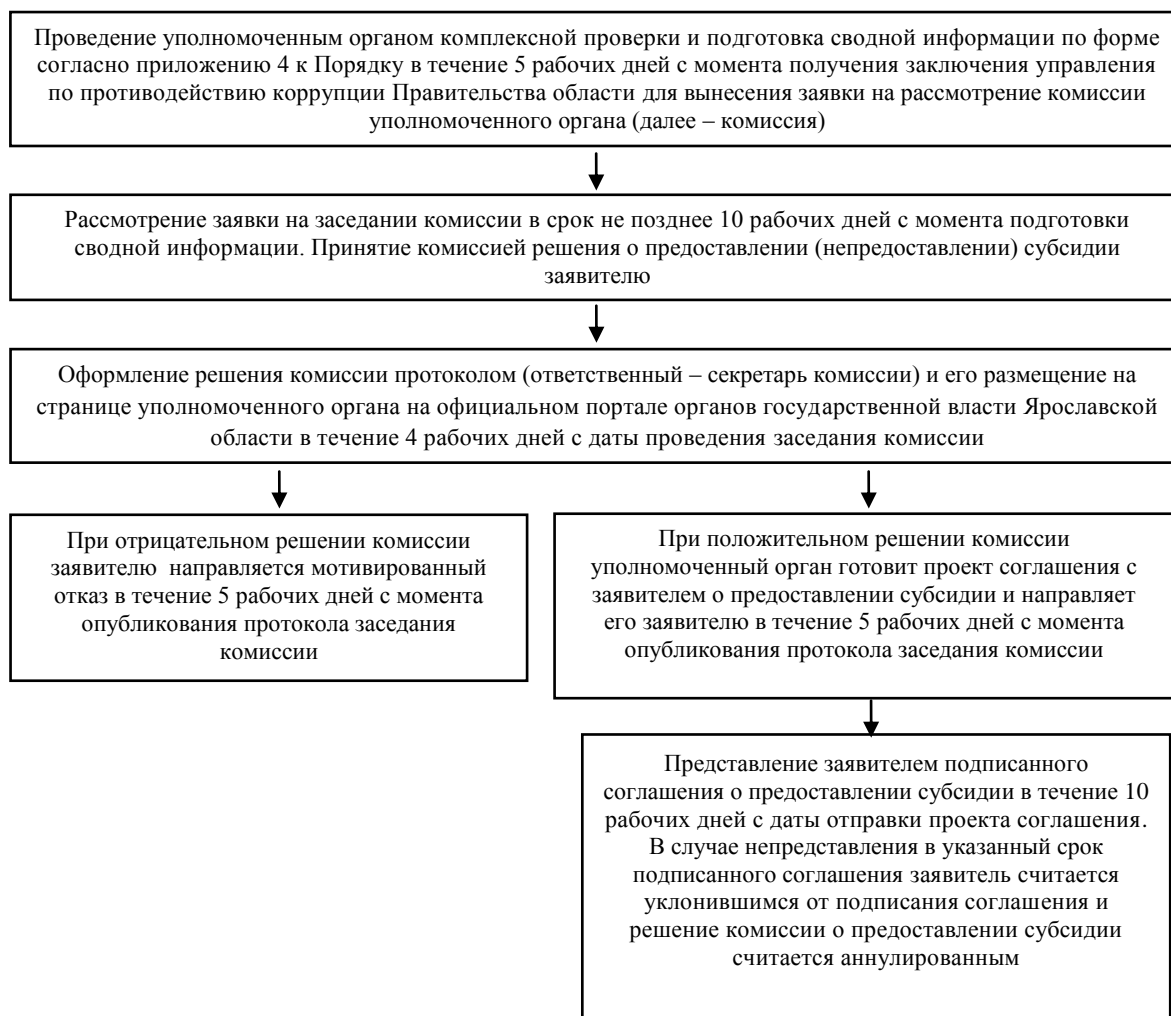 Проведение уполномоченным органом комплексной проверки и подготовка сводной информации по форме
согласно приложению 4 к Порядку в течение 5 рабочих дней с момента получения заключения управления
по противодействию коррупции Правительства области для вынесения заявки на рассмотрение комиссии
уполномоченного органа (далее – комиссия)
Рассмотрение заявки на заседании комиссии в срок не позднее 10 рабочих дней с момента подготовки
сводной информации. Принятие комиссией решения о предоставлении (непредоставлении) субсидии
заявителю
Оформление решения комиссии протоколом (ответственный – секретарь комиссии) и его размещение на
странице уполномоченного органа на официальном портале органов государственной власти Ярославской
области в течение 4 рабочих дней с даты проведения заседания комиссии
При отрицательном решении комиссии
заявителю направляется мотивированный
отказ в течение 5 рабочих дней с момента
опубликования протокола заседания
комиссии
При положительном решении комиссии
уполномоченный орган готовит проект соглашения с
заявителем о предоставлении субсидии и направляет
его заявителю в течение 5 рабочих дней с момента
опубликования протокола заседания комиссии
Представление заявителем подписанного
соглашения о предоставлении субсидии в течение 10
рабочих дней с даты отправки проекта соглашения.
В случае непредставления в указанный срок
подписанного соглашения заявитель считается
уклонившимся от подписания соглашения и
решение комиссии о предоставлении субсидии
считается аннулированным